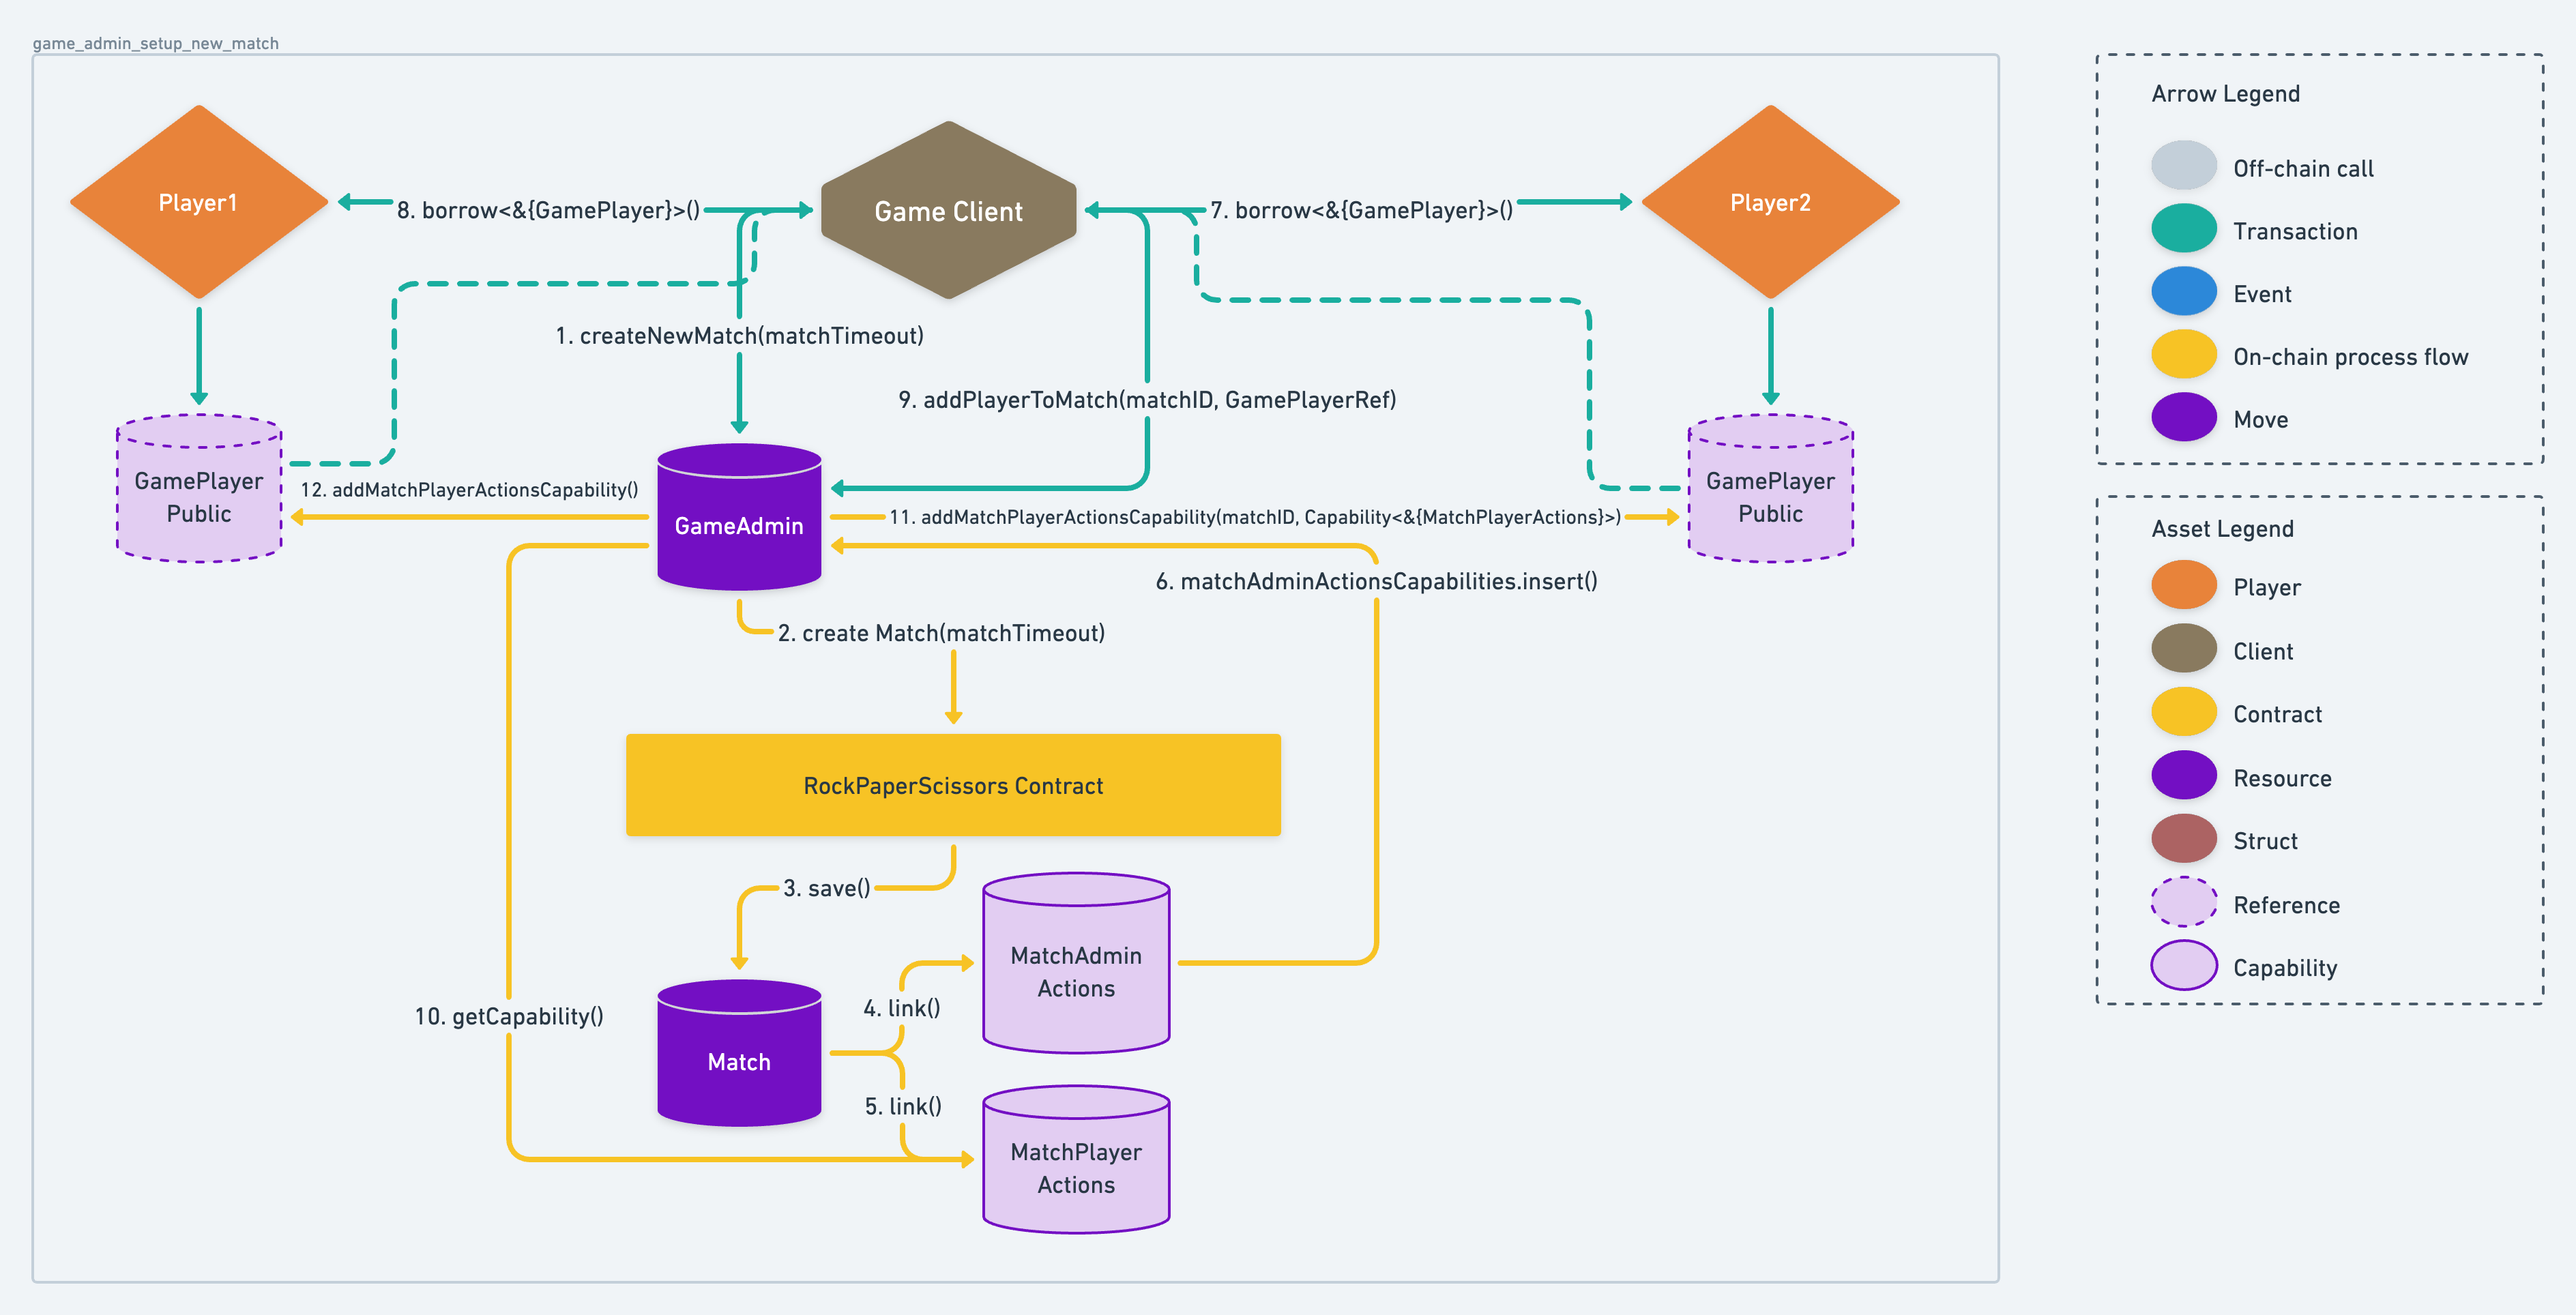 game_admin_setup_new_match
Player1
8. borrow<&{GamePlayer}>()
Game Client
7. borrow<&{GamePlayer}>()
Player2
1. createNewMatch(matchTimeout)
9. addPlayerToMatch(matchID, GamePlayerRef)
GamePlayer
Public
12. addMatchPlayerActionsCapability()
GameAdmin
11. addMatchPlayerActionsCapability(matchID, Capability<&{MatchPlayerActions}>)
GamePlayer
Public
6. matchAdminActionsCapabilities.insert()
2. create Match(matchTimeout)
RockPaperScissors Contract
3. save()
MatchAdmin
Actions
4. link()
10. getCapability()
Match
5. link()
MatchPlayer
Actions
Arrow Legend
Off-chain call
Transaction
Event
On-chain process flow
Move
Asset Legend
Player
Client
Contract
Resource
Struct
Reference
Capability